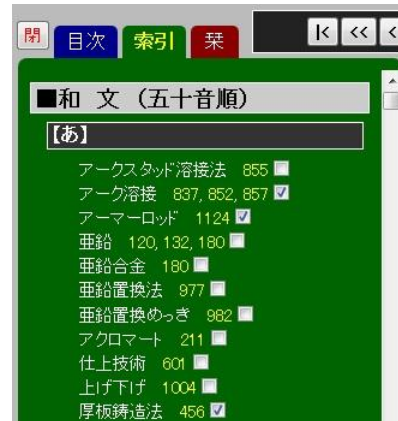 閉 目次 索引 栞
■和 文（五十音順）
【あ】
アークスタッド溶接法 855
アーク溶接 837, 852, 857
アーマーロッド 1124
亜鉛 120, 132, 180
亜鉛合金 180
亜鉛置換法 977
亜鉛置換めっき 982
アクロマート 211
仕上技術 601
上げ下げ 1004
厚板鋳造法 456